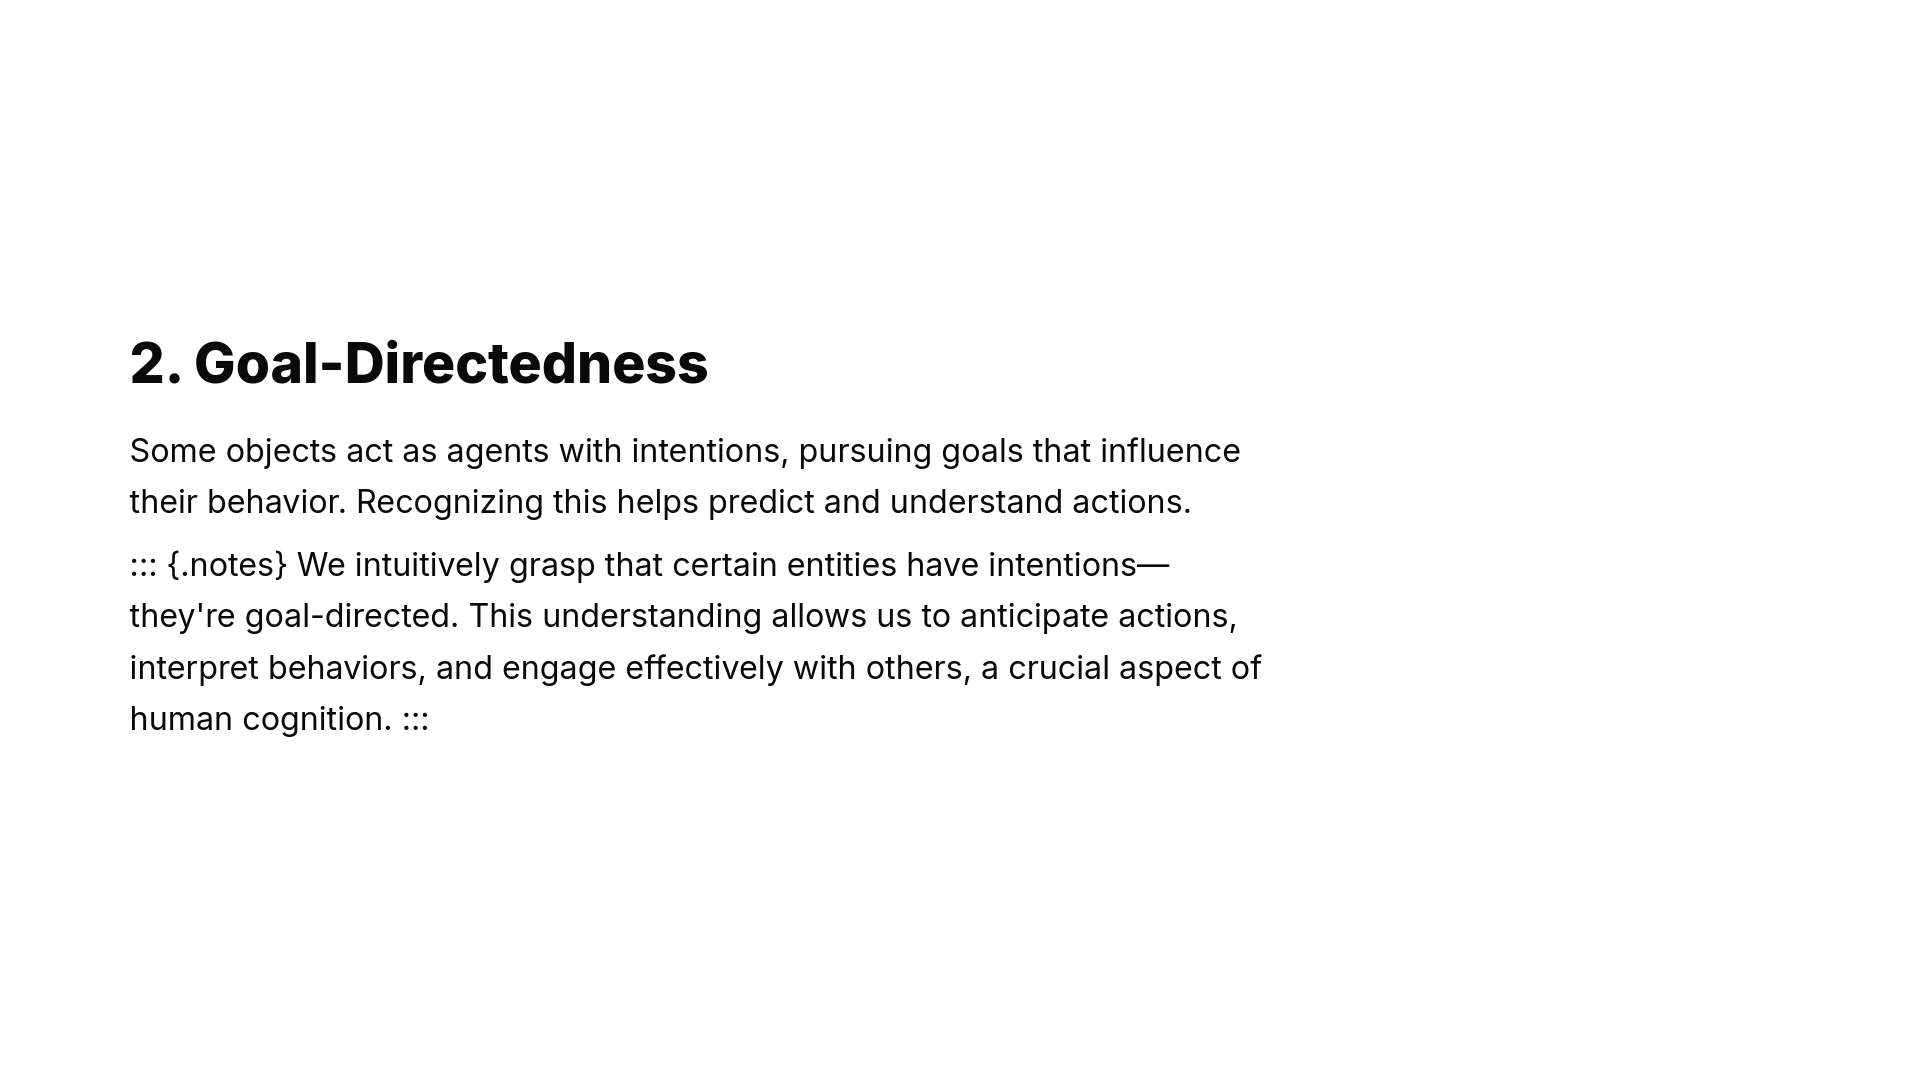 2. Goal-Directedness
Some objects act as agents with intentions, pursuing goals that influence
their behavior. Recognizing this helps predict and understand actions.
::: {.notes} We intuitively grasp that certain entities have intentions—
they're goal-directed. This understanding allows us to anticipate actions,
interpret behaviors, and engage effectively with others, a crucial aspect of
human cognition. :::